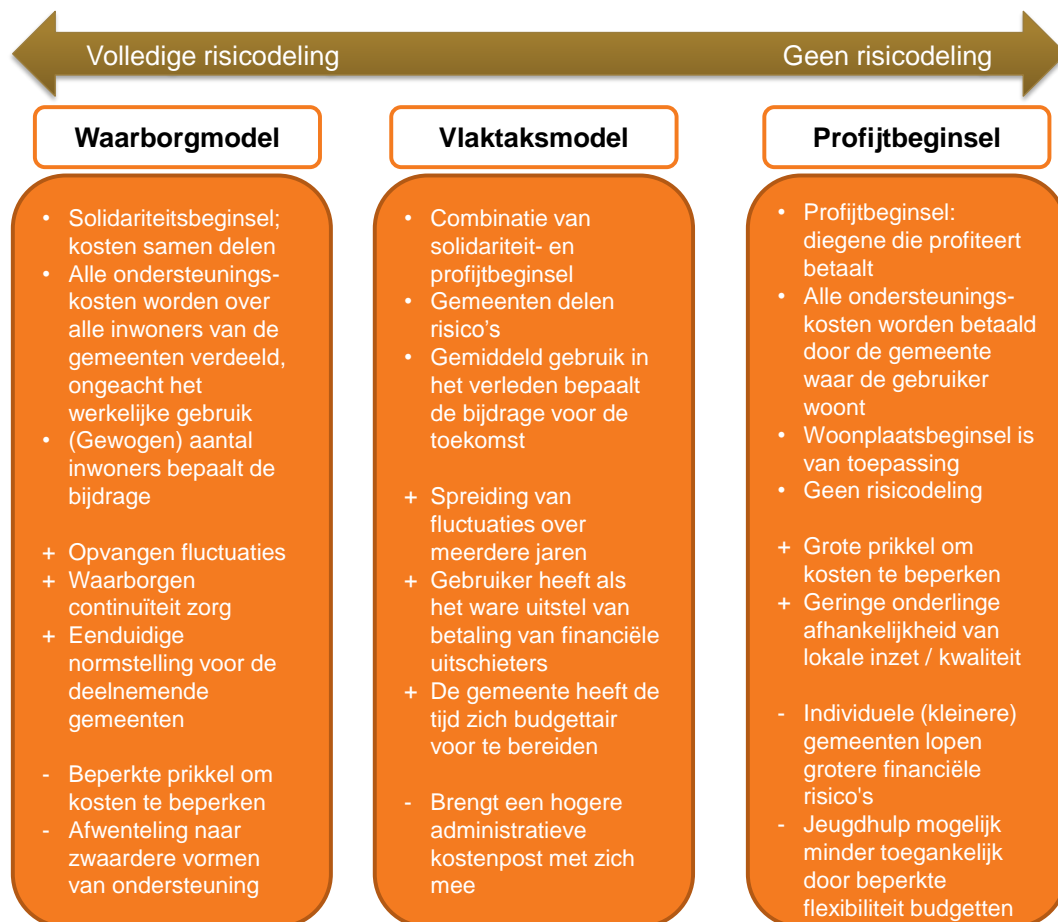 Volledige risicodeling
Geen risicodeling
Waarborgmodel
• Solidariteitsbeginsel;
kosten samen delen
• Alle ondersteunings-
kosten worden over
alle inwoners van de
gemeenten verdeeld,
ongeacht het
werkelijke gebruik
• (Gewogen) aantal
inwoners bepaalt de
bijdrage
+ Opvangen fluctuaties
+ Waarborgen
continuïteit zorg
+ Eenduidige
normstelling voor de
deelnemende
gemeenten
- Beperkte prikkel om
kosten te beperken
- Afwenteling naar
zwaardere vormen
van ondersteuning
Vlaktaksmodel
• Combinatie van
solidariteit- en
profijtbeginsel
• Gemeenten delen
risico's
• Gemiddeld gebruik in
het verleden bepaalt
de bijdrage voor de
toekomst
+ Spreiding van
fluctuaties over
meerdere jaren
+ Gebruiker heeft als
het ware uitstel van
betaling van financiële
uitschieters
+ De gemeente heeft de
tijd zich budgettair
voor te bereiden
- Brengt een hogere
administratieve
kostenpost met zich
mee
Profijtbeginsel
• Profijtbeginsel:
diegene die profiteert
betaalt
• Alle ondersteunings-
kosten worden betaald
door de gemeente
waar de gebruiker
woont
• Woonplaatsbeginsel is
van toepassing
• Geen risicodeling
+ Grote prikkel om
kosten te beperken
+ Geringe onderlinge
afhankelijkheid van
lokale inzet / kwaliteit
- Individuele (kleinere)
gemeenten lopen
grotere financiële
risico's
- Jeugdhulp mogelijk
minder toegankelijk
door beperkte
flexibiliteit budgetten